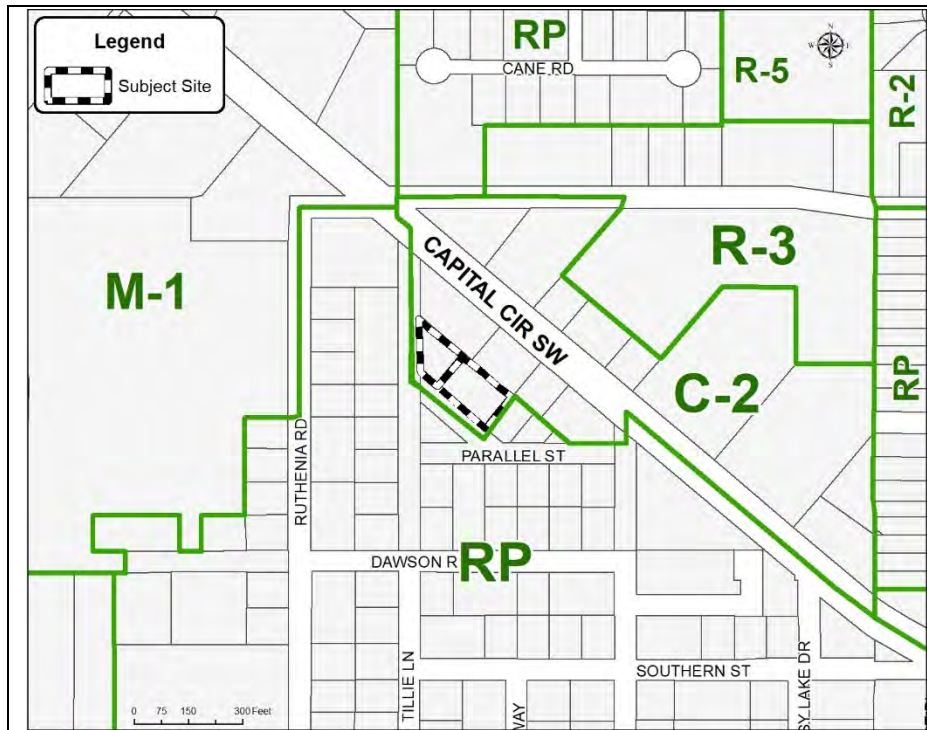 Legend
Subject Site
RP
CANE RD
R-5
N
W
E
S
R-2
CAPITAL CIR SW
R-3
M-1
C-2
RP
RUTHENIA RD
PARALLEL ST
DAWSON R
RP
TILLIE LN
WAY
SOUTHERN ST
SY LAKE DR
0 75 150 300 Feet